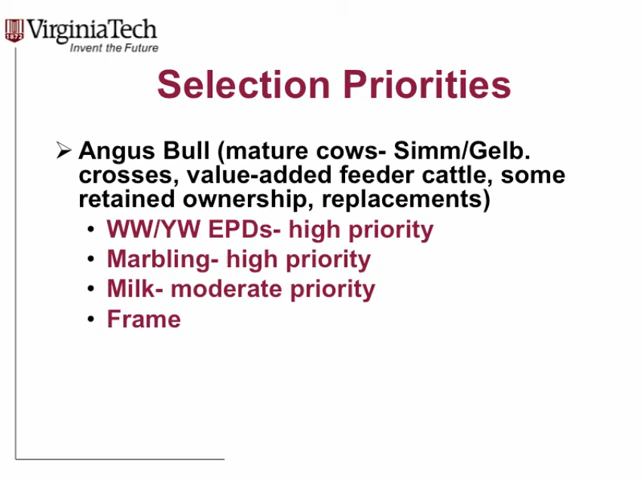 VirginiaTech
1872
Invent the Future
Selection Priorities
➢ Angus Bull (mature cows- Simm/Gelb.
crosses, value-added feeder cattle, some
retained ownership, replacements)
• WW/YW EPDs- high priority
• Marbling- high priority
• Milk- moderate priority
• Frame